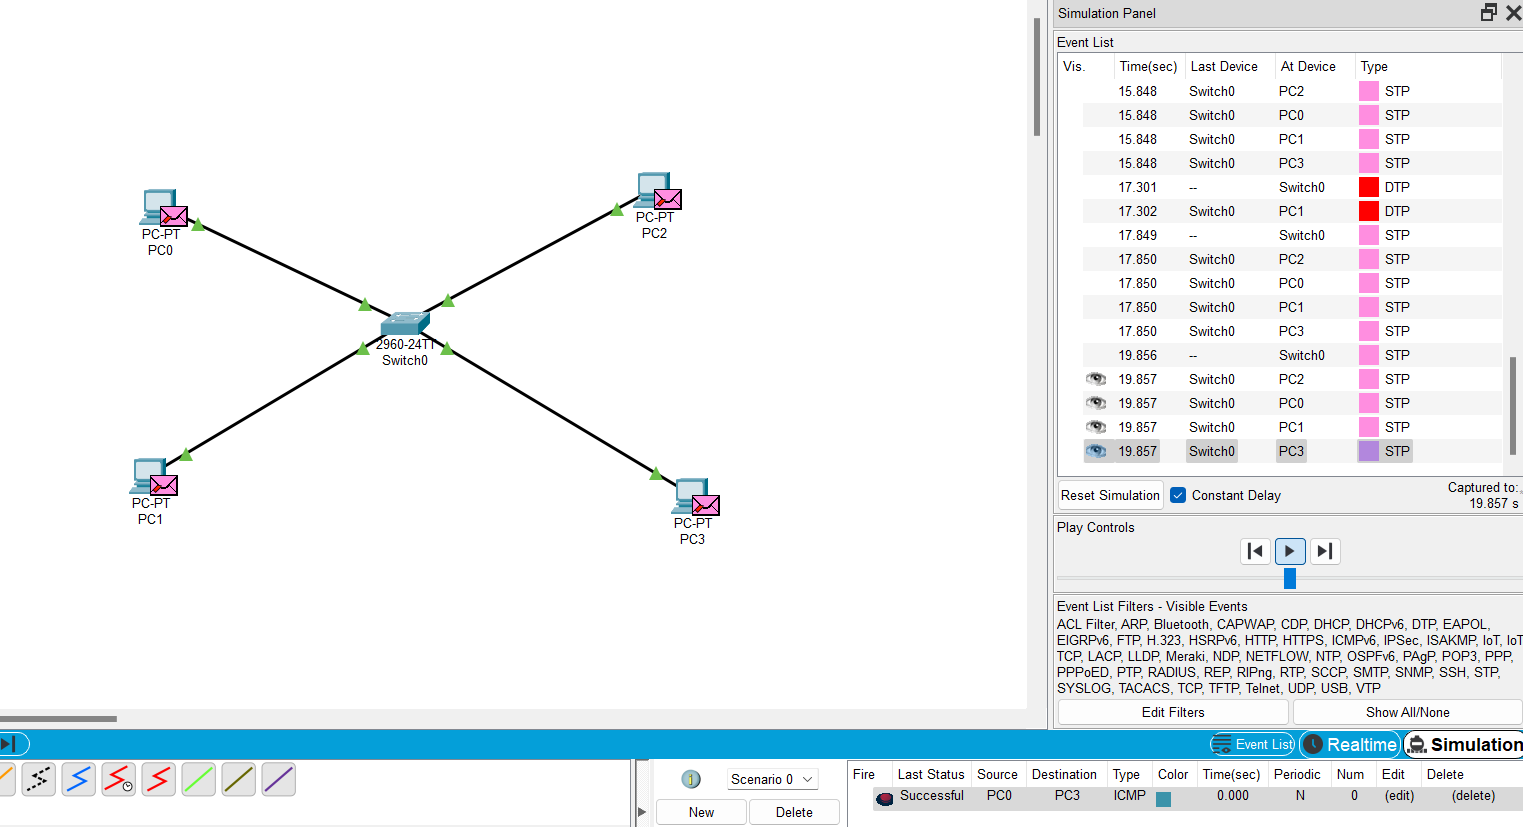 Simulation Panel
Event List
Vis. Time(sec) Last Device At Device Type
15.848 Switch0 PC2 STP
15.848 Switch0 PC0 STP
15.848 Switch0 PC1 STP
15.848 Switch0 PC3 STP
17.301 -- Switch0 DTP
17.302 Switch0 PC1 DTP
17.849 -- Switch0 STP
17.850 Switch0 PC2 STP
17.850 Switch0 PC0 STP
17.850 Switch0 PC1 STP
17.850 Switch0 PC3 STP
19.856 -- Switch0 STP
19.857 Switch0 PC2 STP
19.857 Switch0 PC0 STP
19.857 Switch0 PC1 STP
19.857 Switch0 PC3 STP
Reset Simulation Constant Delay Captured to:
19.857 s
Play Controls
Event List Filters - Visible Events
ACL Filter, ARP, Bluetooth, CAPWAP, CDP, DHCP, DHCPv6, DTP, EAPOL,
EIGRPv6, FTP, H.323, HSRPv6, HTTP, HTTPS, ICMPv6, IPSec, ISAKMP, IoT, IoT
TCP, LACP, LLDP, Meraki, NDP, NETFLOW, NTP, OSPFv6, PAgP, POP3, PPP,
PPPoED, PTP, RADIUS, REP, RIPng, RTP, SCCP, SMTP, SNMP, SSH, STP,
SYSLOG, TACACS, TCP, TFTP, Telnet, UDP, USB, VTP
Edit Filters Show All/None
PC-PT
PC0
PC-PT
PC2
2960-24TT
Switch0
PC-PT
PC1
PC-PT
PC3
Event List Realtime Simulation
Scenario 0
New Delete
Fire Last Status Source Destination Type Color Time(sec) Periodic Num Edit Delete
Successful PC0 PC3 ICMP 0.000 N 0 (edit) (delete)